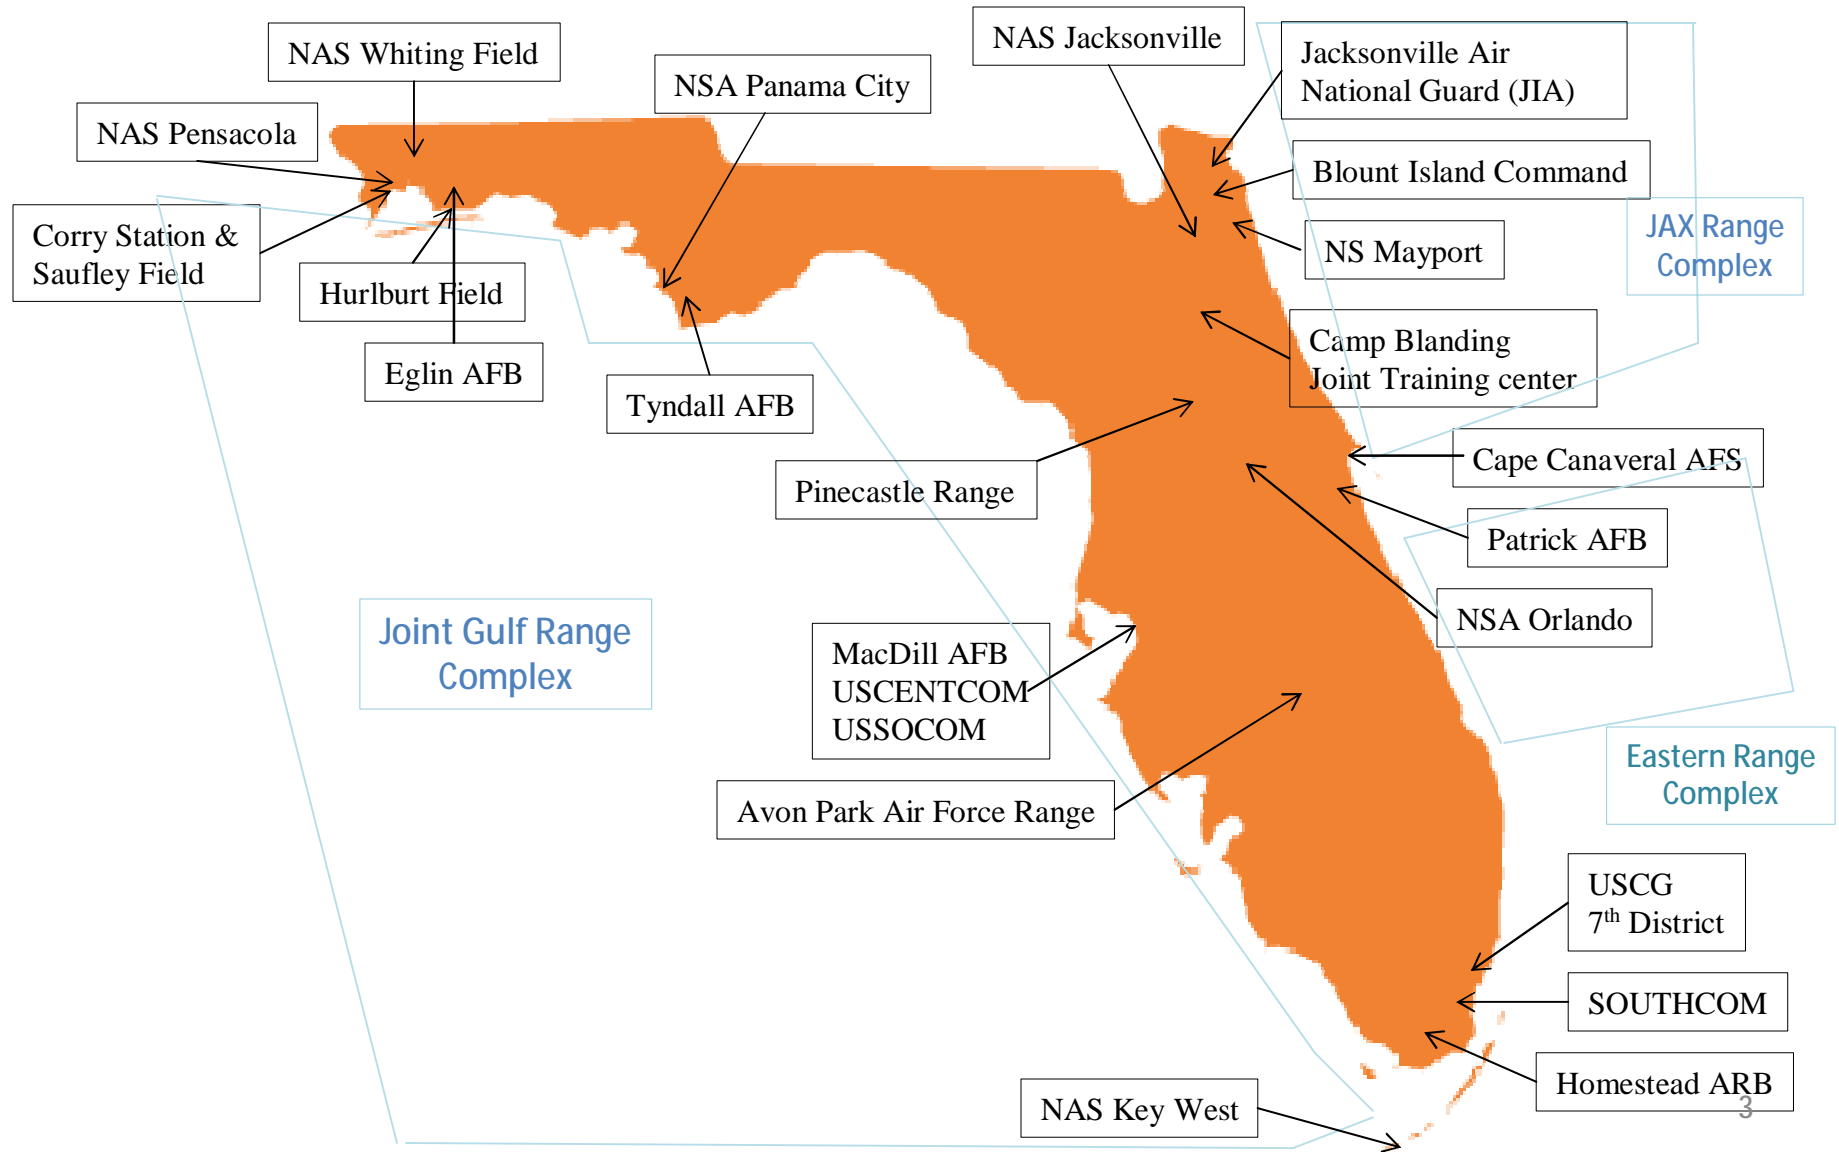 NAS Whiting Field
NAS Jacksonville
Jacksonville Air
National Guard (JIA)
NSA Panama City
NAS Pensacola
Blount Island Command
Corry Station &
Saufley Field
JAX Range
Complex
NS Mayport
Hurlburt Field
Camp Blanding
Joint Training center
Eglin AFB
Tyndall AFB
Cape Canaveral AFS
Pinecastle Range
Patrick AFB
NSA Orlando
Joint Gulf Range
Complex
MacDill AFB
USCENTCOM
USSOCOM
Eastern Range
Complex
Avon Park Air Force Range
USCG
7th District
SOUTHCOM
Homestead ARB
NAS Key West
3